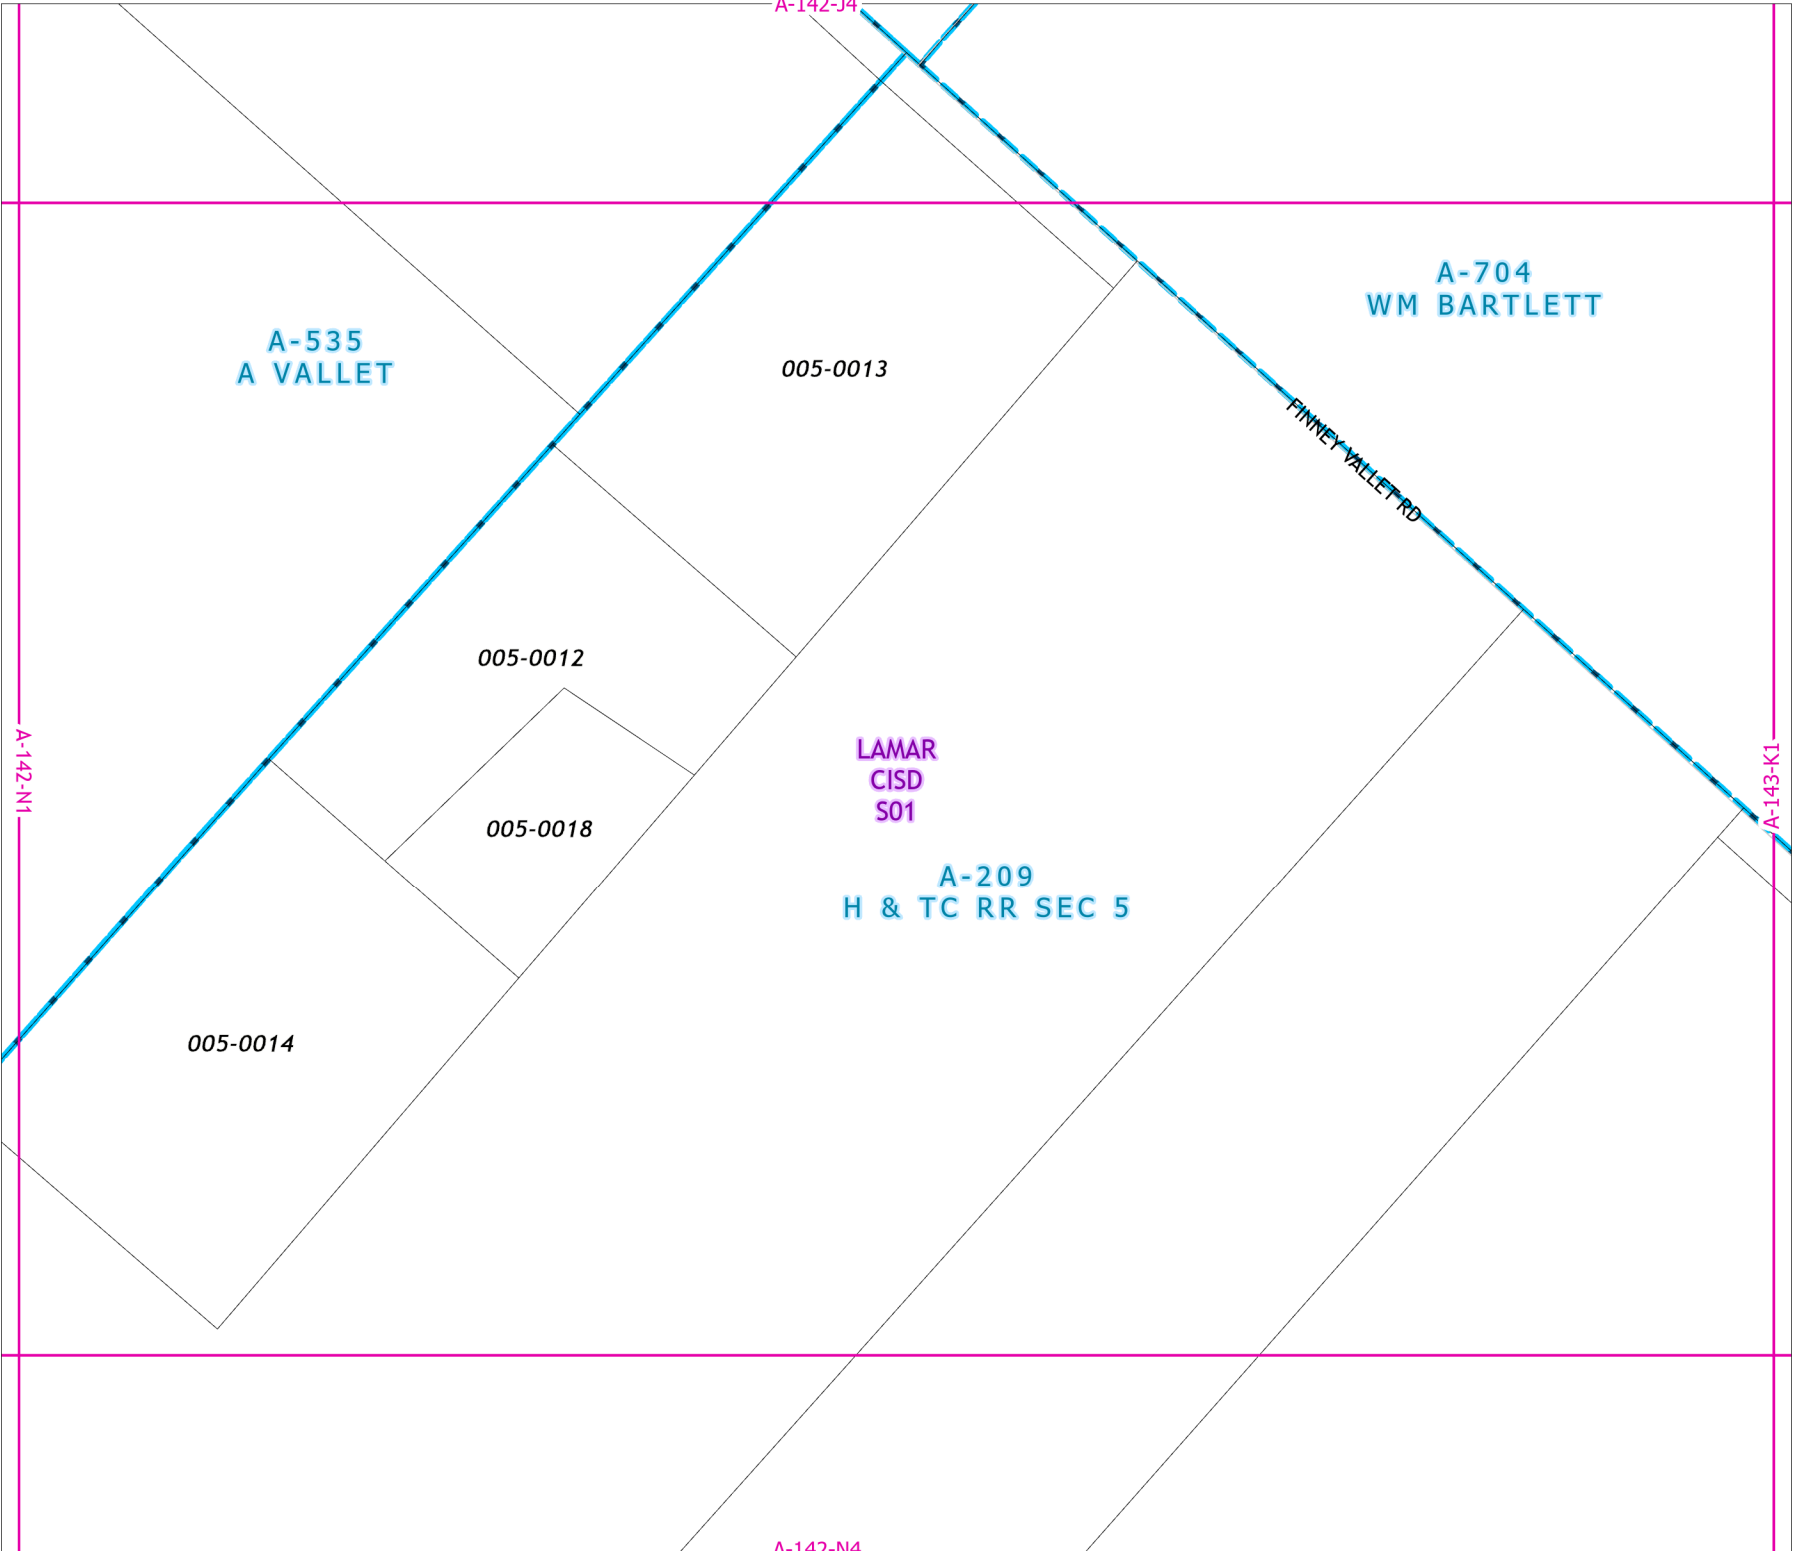 A-142-J4
A-704
WM BARTLETT
A-535
A VALLET
005-0013
FINNEY VALLET RD
005-0012
LAMAR
CISD
S01
A-142-N1
A-143-K1
005-0018
A-209
H & TC RR SEC 5
005-0014
A-142-N4